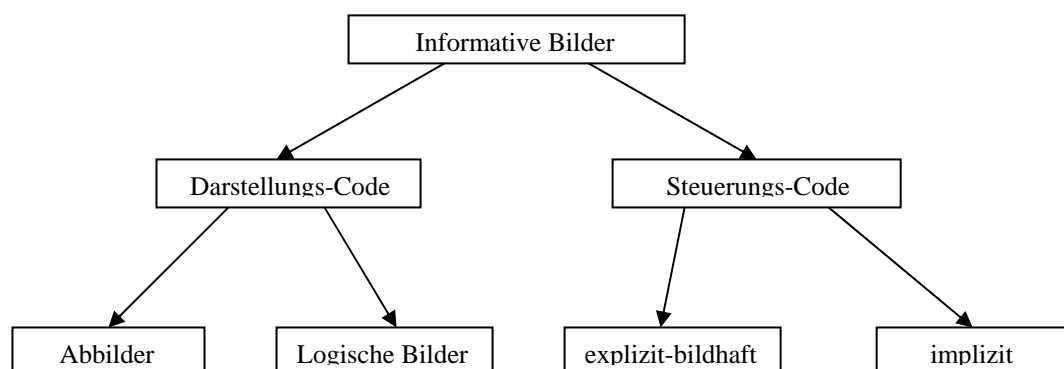 Informative Bilder
Darstellungs-Code
Steuerungs-Code
Abbilder
Logische Bilder
explizit-bildhaft
implizit